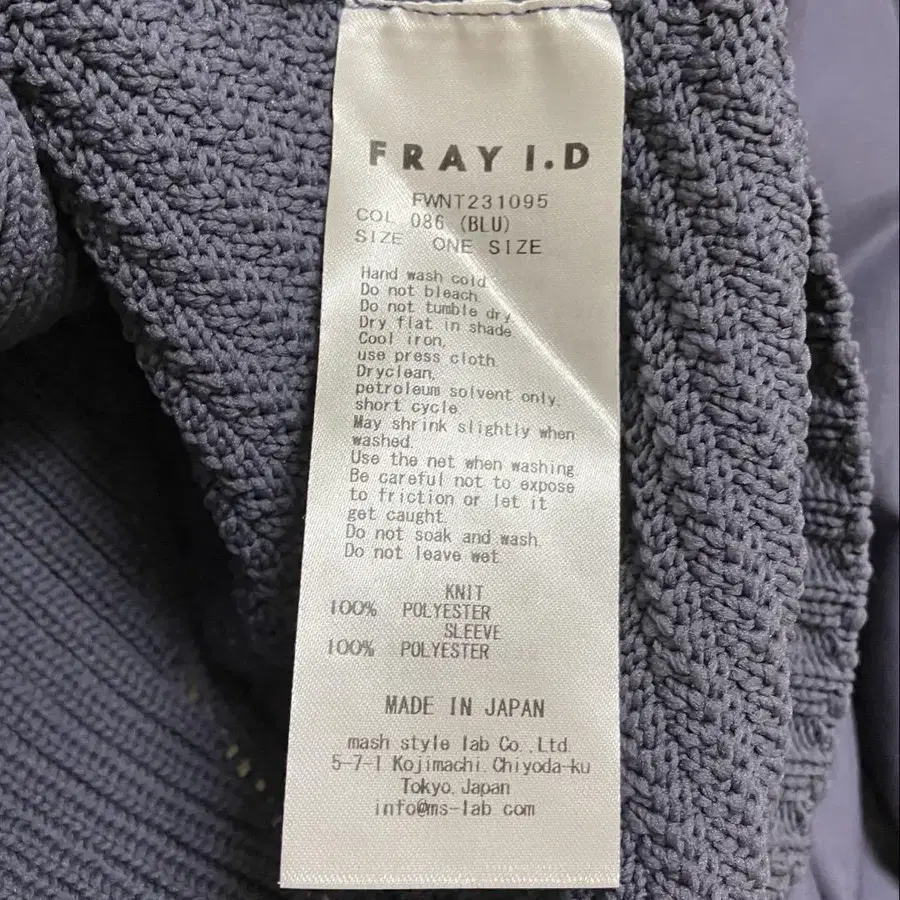 FRAY I.D
FWNT231095
COL 086 (BLU)
SIZE ONE SIZE
Hand wash cold
Do not bleach.
Do not tumble dry
Dry flat in shade
Cool iron,
use press cloth.
Dryclean,
petroleum solvent only.
short cycle.
May shrink slightly when
washed.
Use the net when washing.
Be careful not to expose
to friction or let it
get caught.
Do not soak and wash.
Do not leave wet.
KNIT
100% POLYESTER
SLEEVE
100% POLYESTER
MADE IN JAPAN
mash style lab Co.,Ltd.
5-7-1 Kojimachi.Chiyoda-ku
Tokyo.Japan
info@ms-lab.com